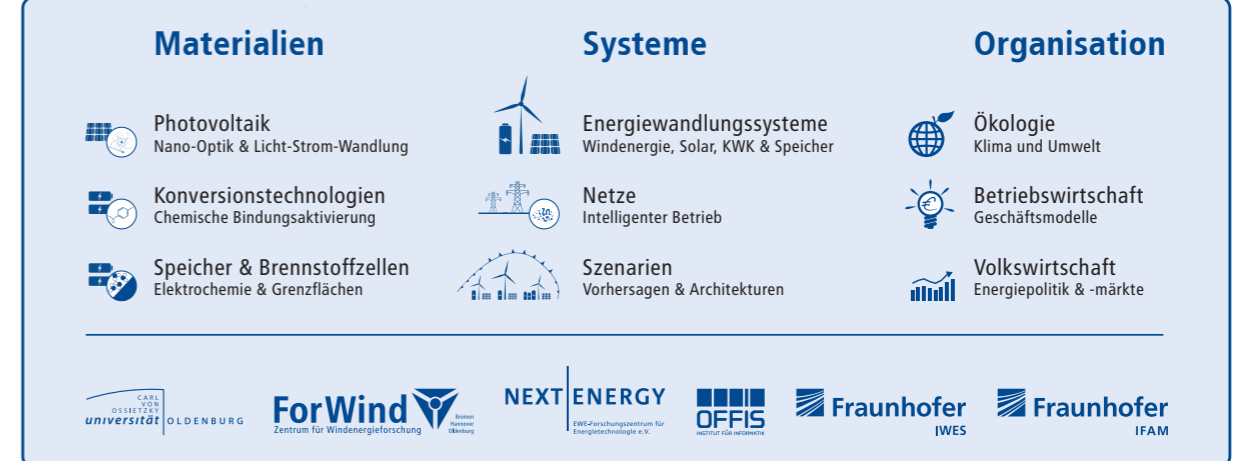 Materialien
Photovoltaik
Nano-Optik & Licht-Strom-Wandlung
Konversionstechnologien
Chemische Bindungsaktivierung
Speicher & Brennstoffzellen
Elektrochemie & Grenzflächen
Systeme
Energiewandlungssysteme
Windenergie, Solar, KWK & Speicher
Netze
Intelligenter Betrieb
Szenarien
Vorhersagen & Architekturen
Organisation
Ökologie
Klima und Umwelt
€
Betriebswirtschaft
Geschäftsmodelle
Volkswirtschaft
Energiepolitik & -märkte
CARL
VON
OSSIETZKY
universität OLDENBURG
ForWind
Zentrum für Windenergieforschung
Bremen
Hannover
Oldenburg
NEXT ENERGY
EWE-Forschungszentrum für
Energietechnologie e.V.
OFFIS
INSTITUT FÜR INFORMATIK
Fraunhofer
IWES
Fraunhofer
IFAM